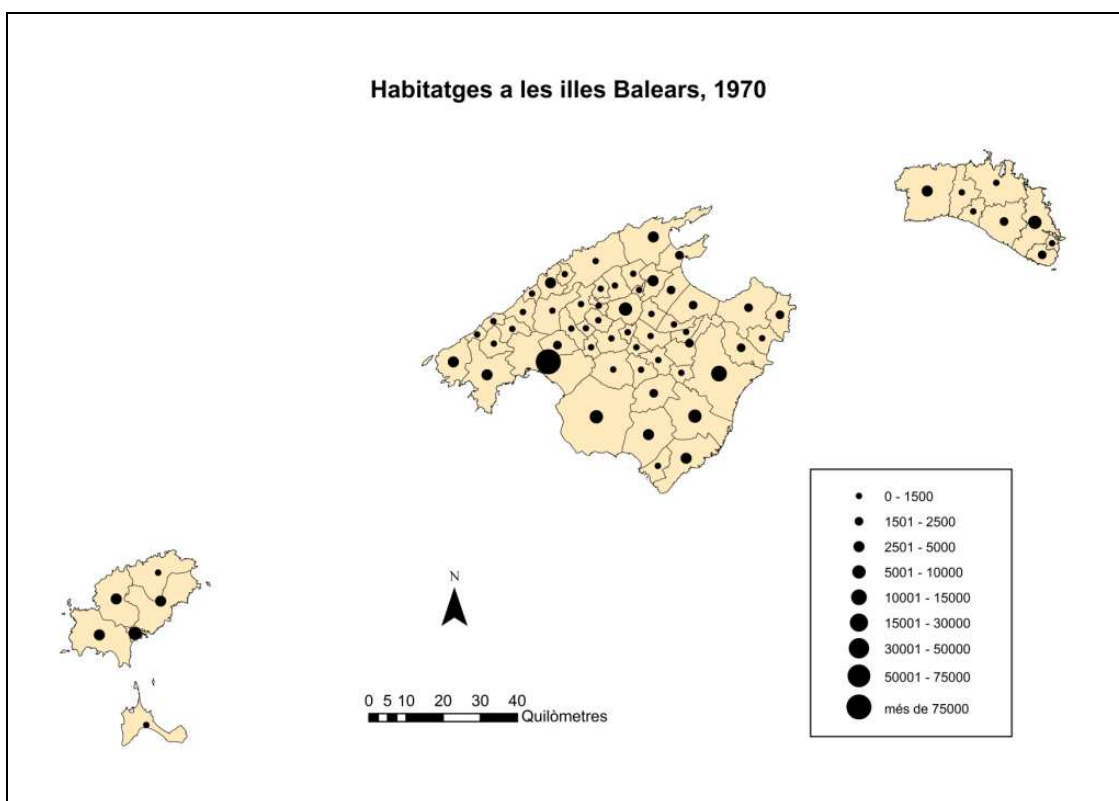 Habitatges a les illes Balears, 1970
0 - 1500
1501 - 2500
2501 - 5000
5001 - 10000
10001 - 15000
15001 - 30000
30001 - 50000
50001 - 75000
més de 75000
N
0 5 10 20 30 40
Quilòmetres